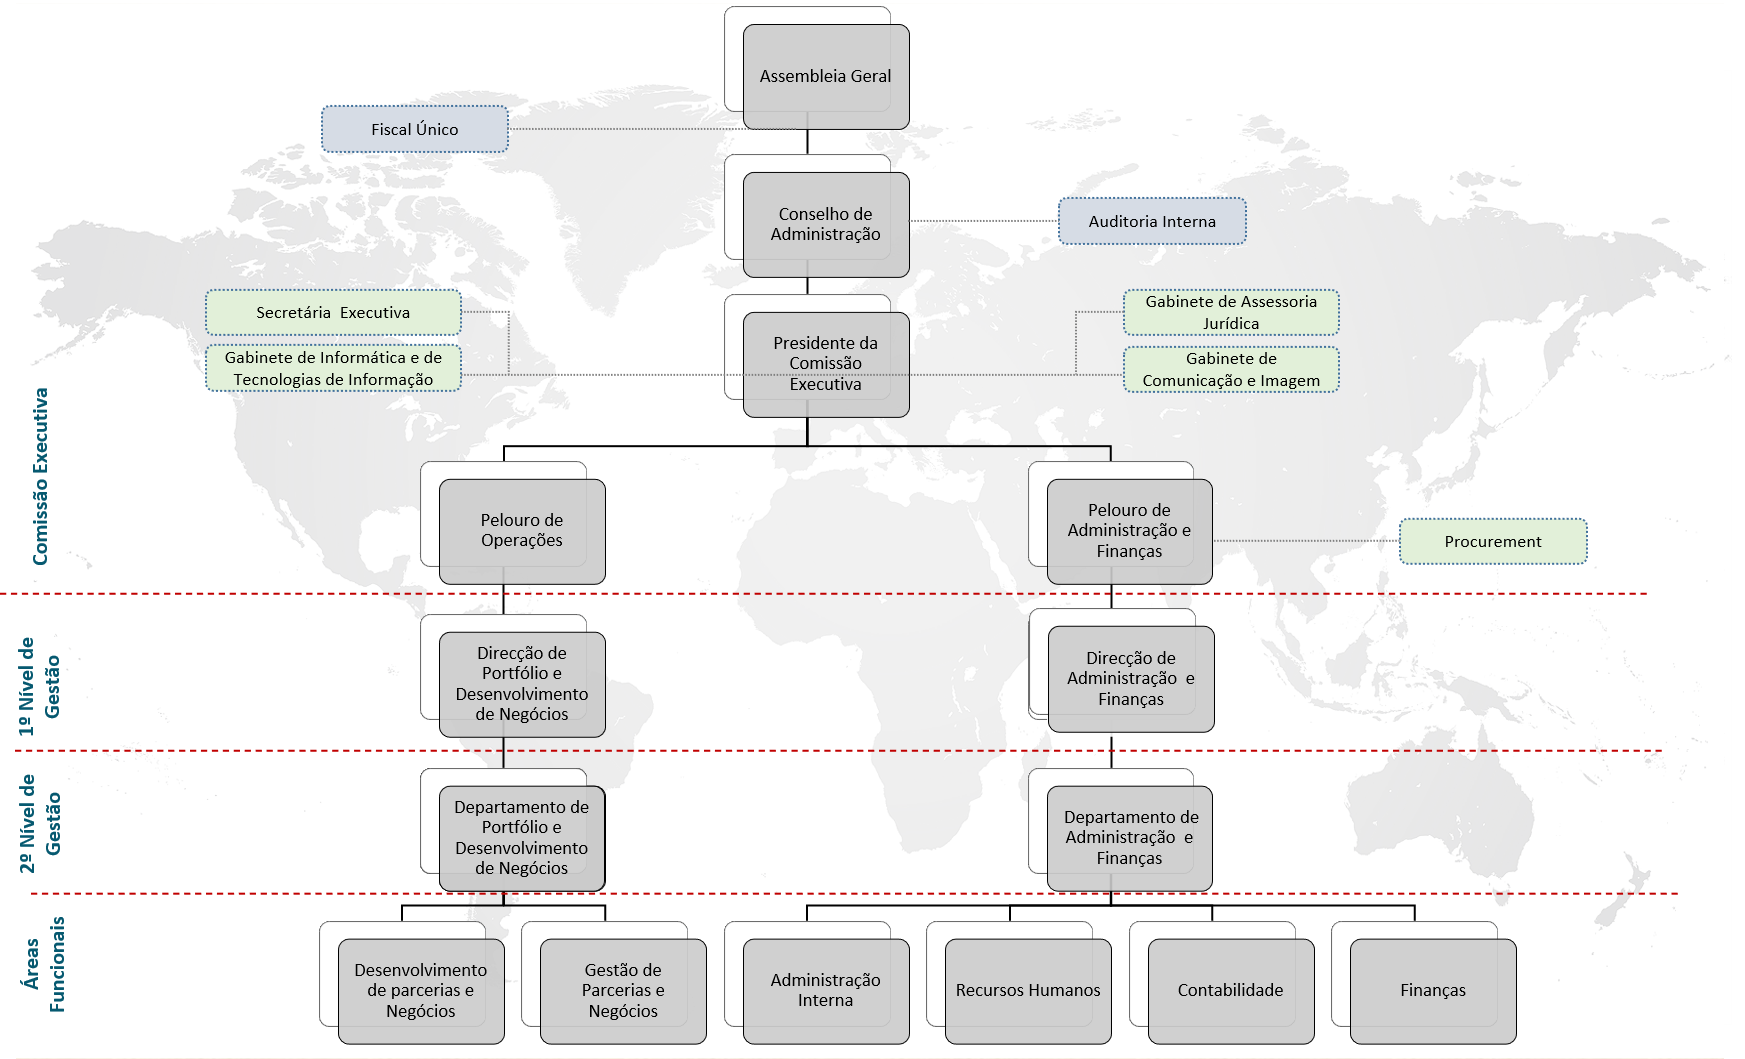 Assembleia Geral
Fiscal Único
Conselho de
Administração
Auditoria Interna
Secretária  Executiva
Gabinete de Informática e de
Tecnologias de Informação
Presidente da
Comissão
Executiva
Gabinete de Assessoria
Jurídica
Gabinete de
Comunicação e Imagem
Comissão Executiva
Pelouro de
Operações
Pelouro de
Administração e
Finanças
Procurement
1º Nível de
Gestão
Direcção de
Portfólio e
Desenvolvimento
de Negócios
Direcção de
Administração  e
Finanças
2º Nível de
Gestão
Departamento de
Portfólio e
Desenvolvimento
de Negócios
Departamento de
Administração  e
Finanças
Áreas
Funcionais
Desenvolvimento
de parcerias e
Negócios
Gestão de
Parcerias e
Negócios
Administração
Interna
Recursos Humanos
Contabilidade
Finanças